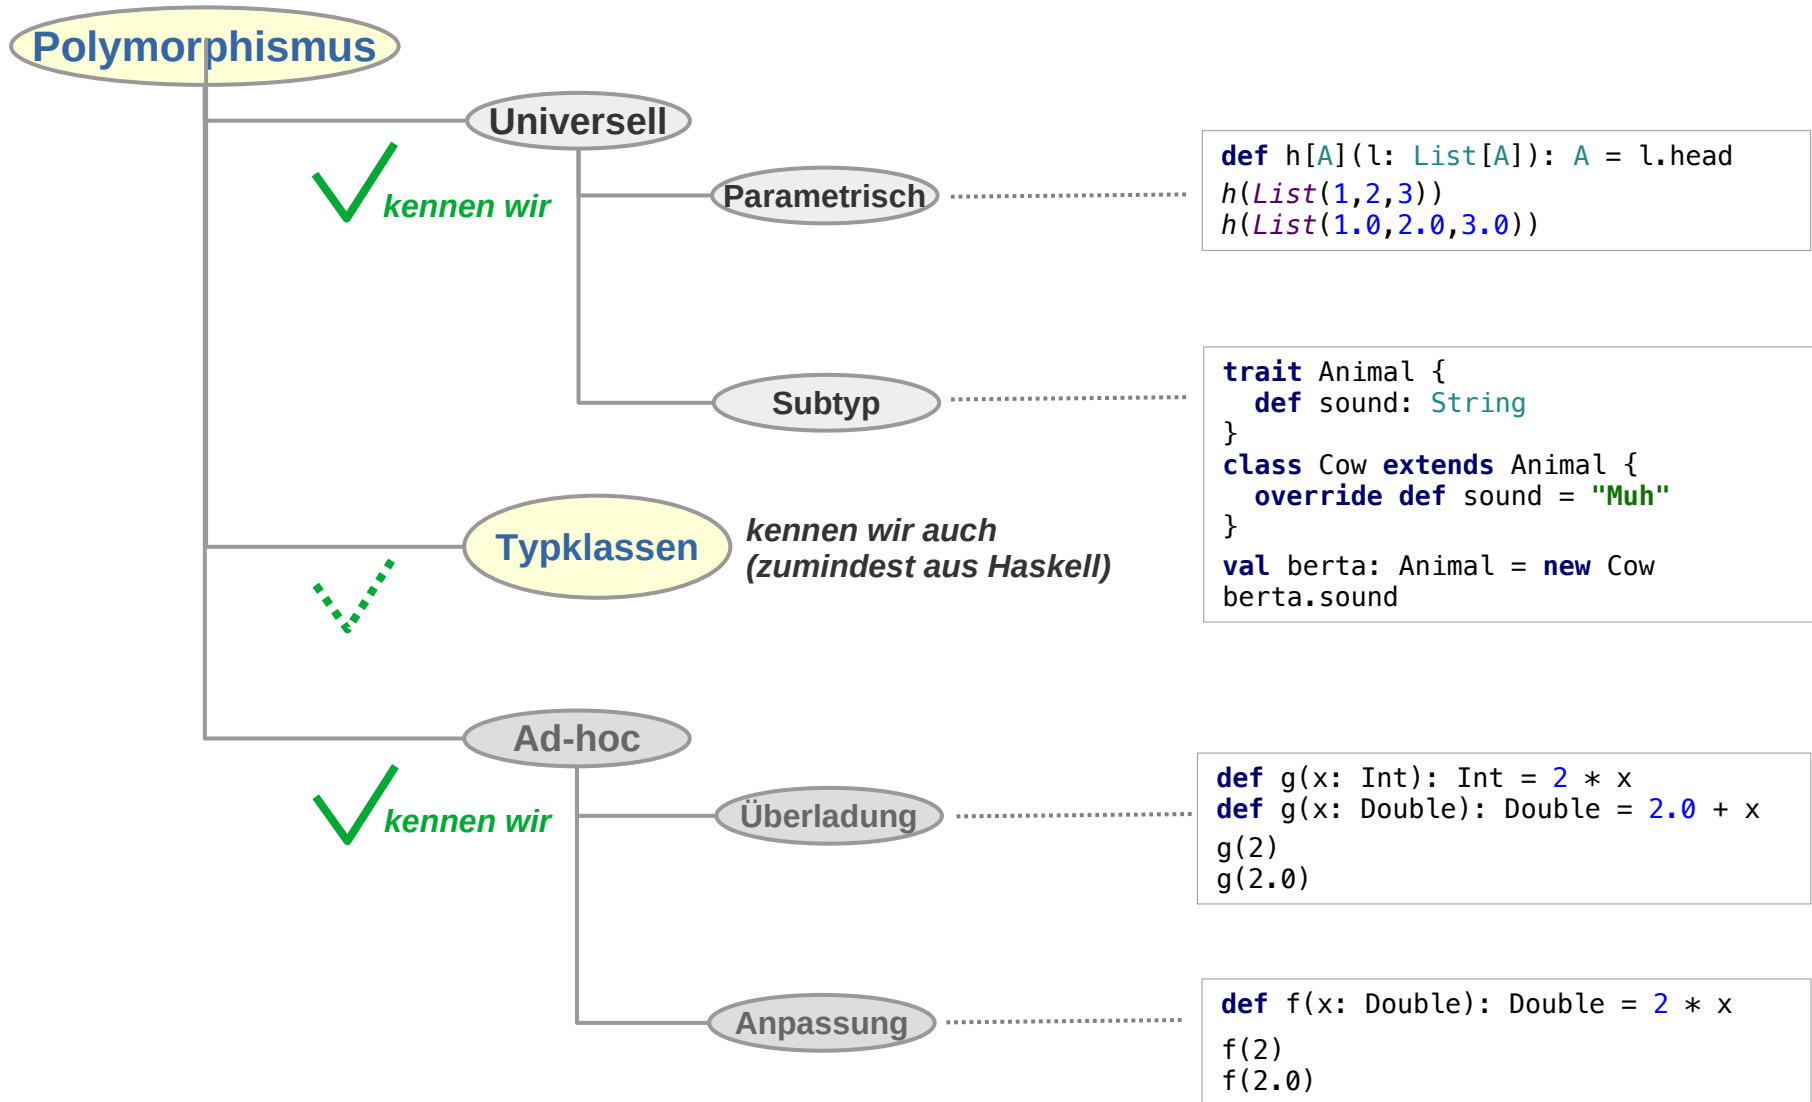 Polymorphismus
Universell
kennen wir
Parametrisch
def h[A](l: List[A]): A = l.head
h(List(1,2,3))
h(List(1.0,2.0,3.0))
Subtyp
trait Animal {
  def sound: String
}
class Cow extends Animal {
  override def sound = "Muh"
}
val berta: Animal = new Cow
berta.sound
Typklassen
kennen wir auch
(zumindest aus Haskell)
Ad-hoc
kennen wir
Überladung
def g(x: Int): Int = 2 * x
def g(x: Double): Double = 2.0 + x
g(2)
g(2.0)
Anpassung
def f(x: Double): Double = 2 * x
f(2)
f(2.0)